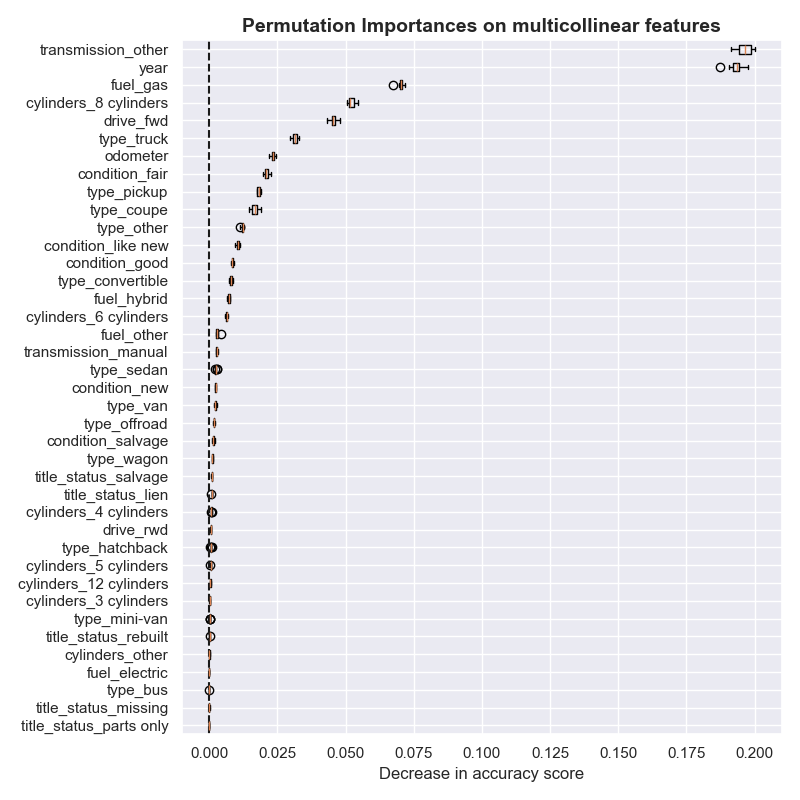 Permutation Importances on multicollinear features
transmission_other
year
fuel_gas
cylinders_8 cylinders
drive_fwd
type_truck
odometer
condition_fair
type_pickup
type_coupe
type_other
condition_like new
condition_good
type_convertible
fuel_hybrid
cylinders_6 cylinders
fuel_other
transmission_manual
type_sedan
condition_new
type_van
type_offroad
condition_salvage
type_wagon
title_status_salvage
title_status_lien
cylinders_4 cylinders
drive_rwd
type_hatchback
cylinders_5 cylinders
cylinders_12 cylinders
cylinders_3 cylinders
type_mini-van
title_status_rebuilt
cylinders_other
fuel_electric
type_bus
title_status_missing
title_status_parts only
0.000 0.025 0.050 0.075 0.100 0.125 0.150 0.175 0.200
Decrease in accuracy score